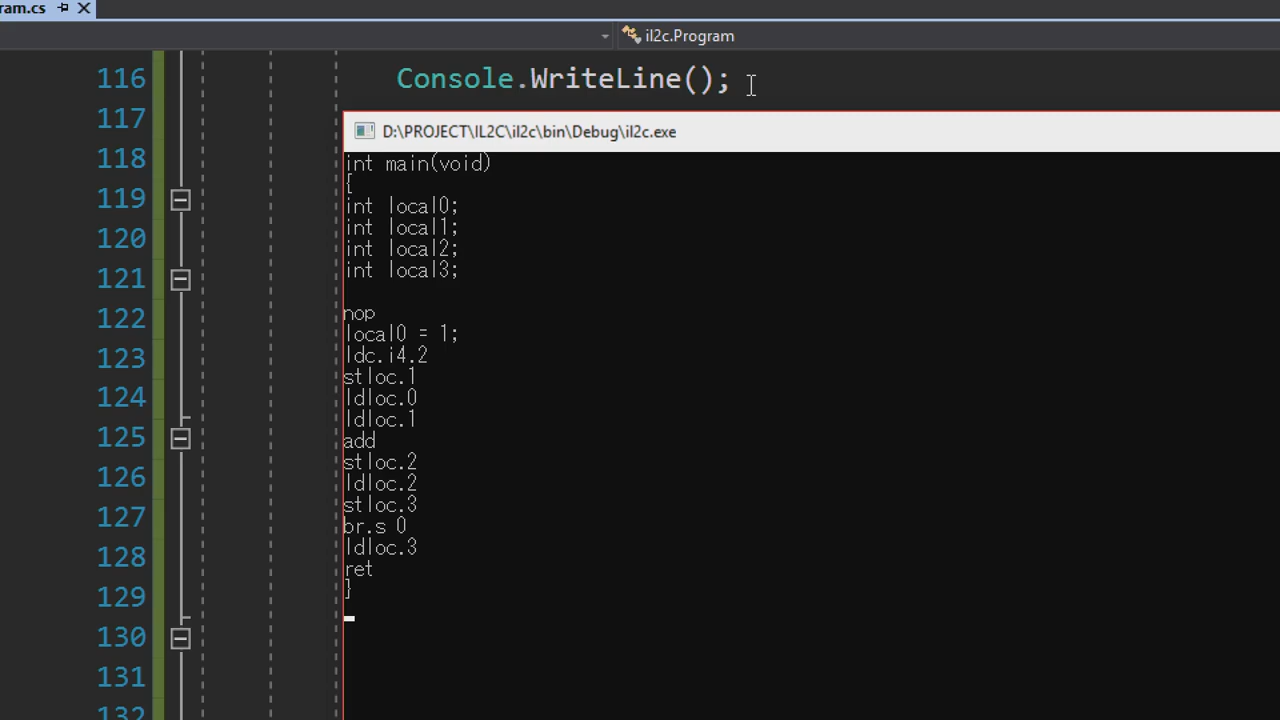 ram.cs
il2c.Program
116 Console.WriteLine();
117
118
119
120
121
122
123
124
125
126
127
128
129
130
131
132
D:\PROJECT\IL2C\il2c\bin\Debug\il2c.exe
int main(void)
{
int local0;
int local1;
int local2;
int local3;
nop
local0 = 1;
ldc.i4.2
stloc.1
ldloc.0
ldloc.1
add
stloc.2
ldloc.2
stloc.3
br.s 0
ldloc.3
ret
}